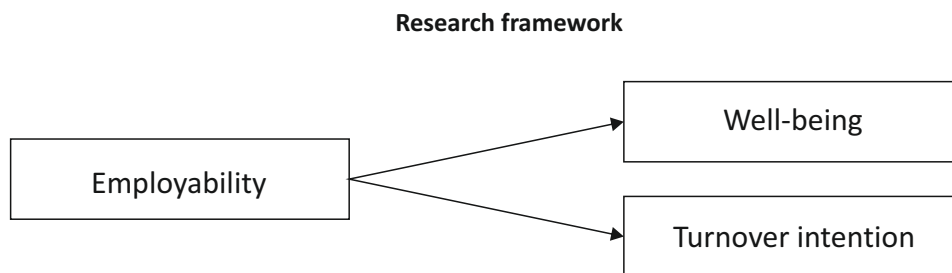 Research framework
Well-being
Employability
Turnover intention